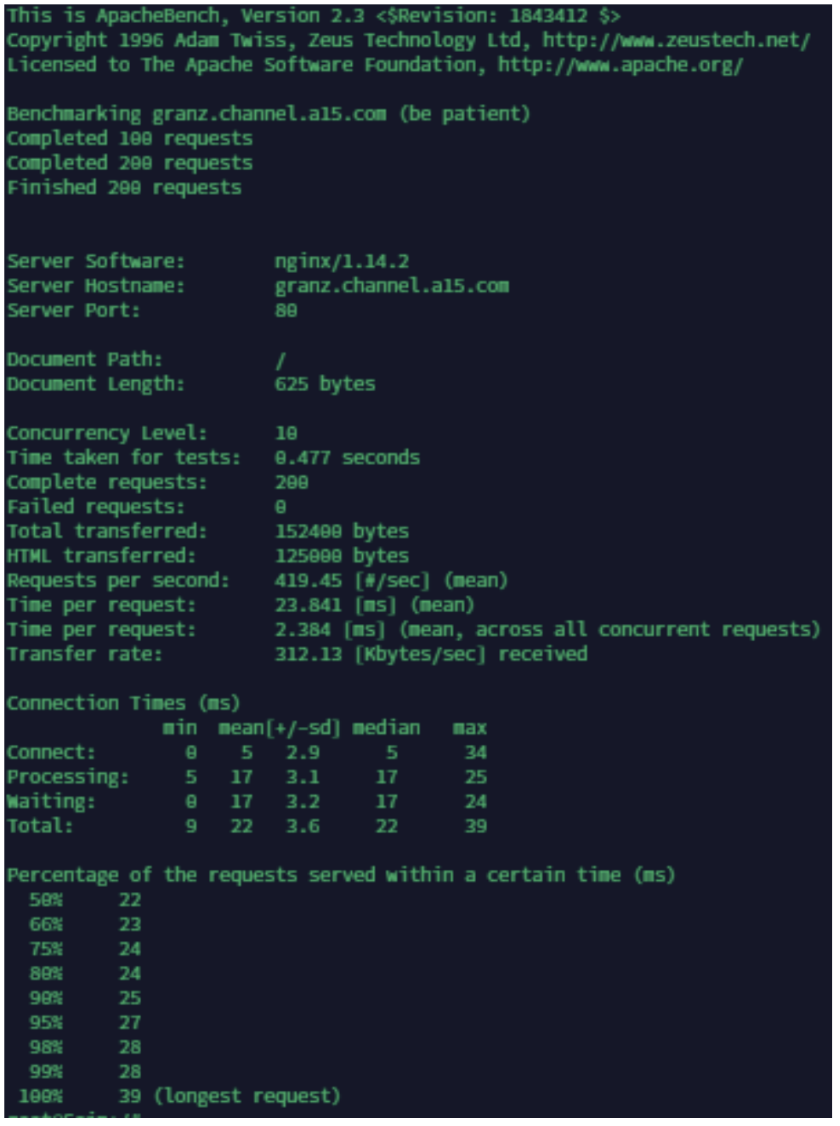 This is ApacheBench, Version 2.3 <$Revision: 1843412 $>
Copyright 1996 Adam Twiss, Zeus Technology Ltd, http://www.zeustech.net/
Licensed to The Apache Software Foundation, http://www.apache.org/

Benchmarking granz.channel.a15.com (be patient)
Completed 100 requests
Completed 200 requests
Finished 200 requests

Server Software:        nginx/1.14.2
Server Hostname:        granz.channel.a15.com
Server Port:            80

Document Path:          /
Document Length:        625 bytes

Concurrency Level:      10
Time taken for tests:   0.477 seconds
Complete requests:      200
Failed requests:        0
Total transferred:      152400 bytes
HTML transferred:       125000 bytes
Requests per second:    419.45 [#/sec] (mean)
Time per request:       23.841 [ms] (mean)
Time per request:       2.384 [ms] (mean, across all concurrent requests)
Transfer rate:          312.13 [Kbytes/sec] received

Connection Times (ms)
              min  mean[+/-sd] median   max
Connect:        0    5   2.9      5      34
Processing:     5   17   3.1     17      25
Waiting:        0   17   3.2     17      24
Total:          9   22   3.6     22      39

Percentage of the requests served within a certain time (ms)
  50%     22
  66%     23
  75%     24
  80%     24
  90%     25
  95%     27
  98%     28
  99%     28
 100%     39 (longest request)